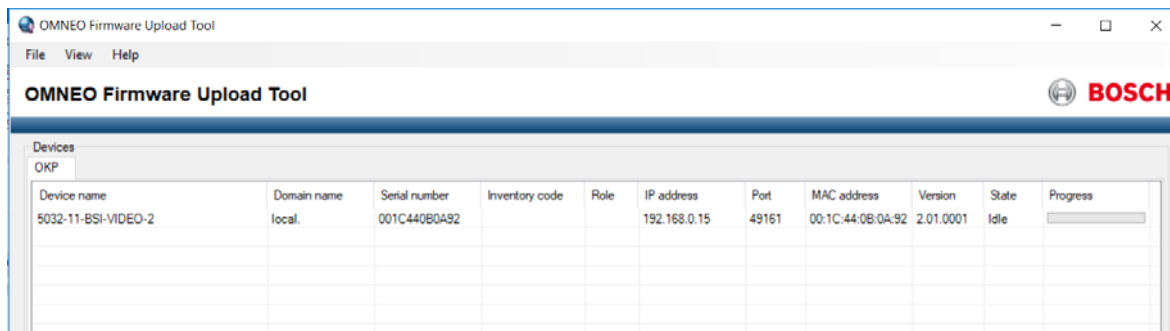 OMNEO Firmware Upload Tool
File View Help
OMNEO Firmware Upload Tool
BOSCH
Devices
OKP
Device name Domain name Serial number Inventory code Role IP address Port MAC address Version State Progress
5032-11-BSI-VIDEO-2 local. 001C440B0A92 192.168.0.15 49161 00:1C:44:0B:0A:92 2.01.0001 Idle